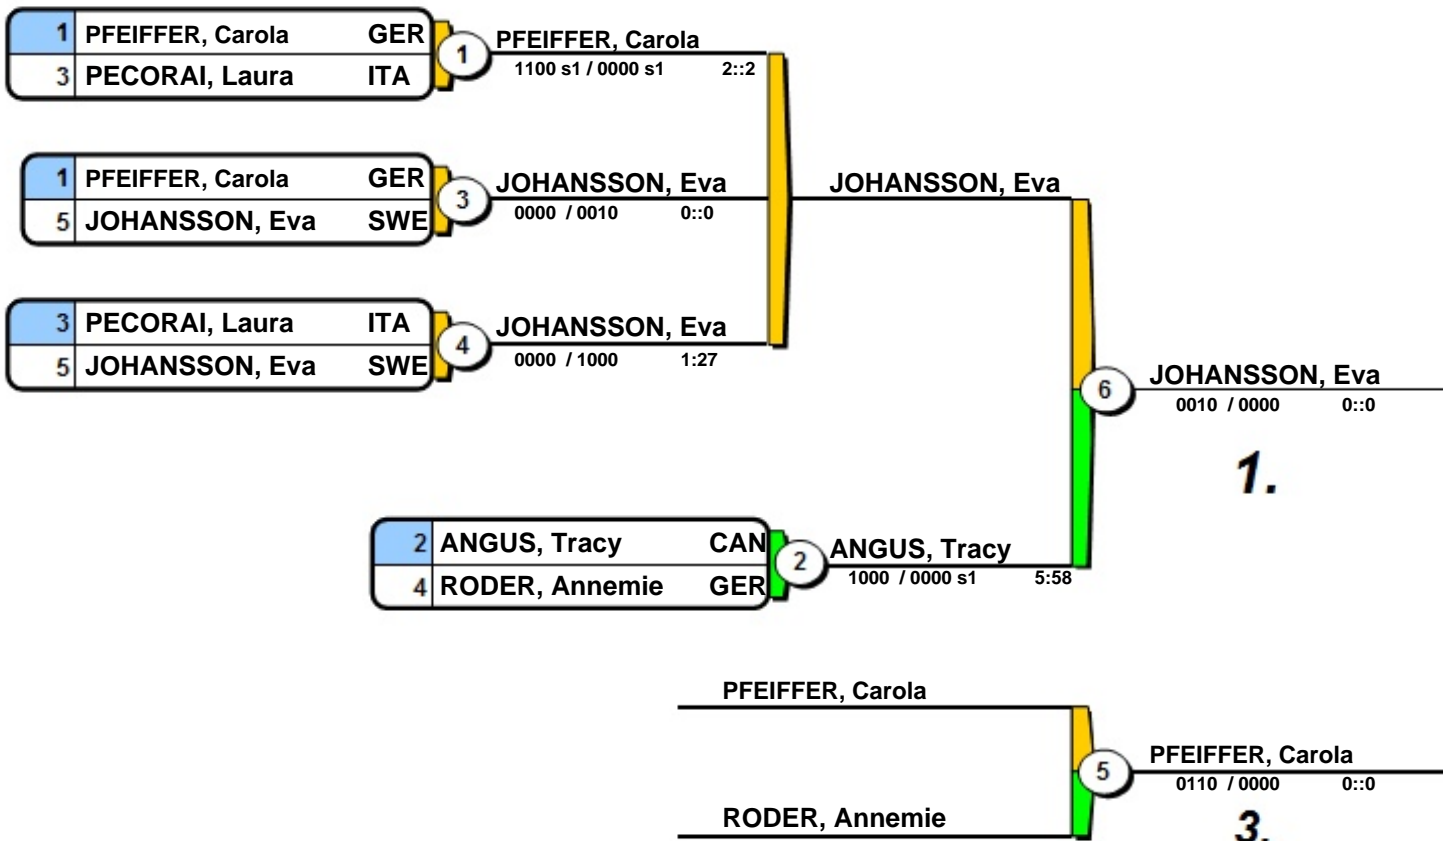 1 PFEIFFER, Carola GER
3 PECORAI, Laura ITA
1
PFEIFFER, Carola
1100 s1 / 0000 s1 2::2
1 PFEIFFER, Carola GER
5 JOHANSSON, Eva SWE
3
JOHANSSON, Eva
0000 / 0010 0::0
JOHANSSON, Eva
3 PECORAI, Laura ITA
5 JOHANSSON, Eva SWE
4
JOHANSSON, Eva
0000 / 1000 1:27
6
JOHANSSON, Eva
0010 / 0000 0::0
1.
2 ANGUS, Tracy CAN
4 RODER, Annemie GER
2
ANGUS, Tracy
1000 / 0000 s1 5:58
PFEIFFER, Carola
RODER, Annemie
5
PFEIFFER, Carola
0110 / 0000 0::0
3.